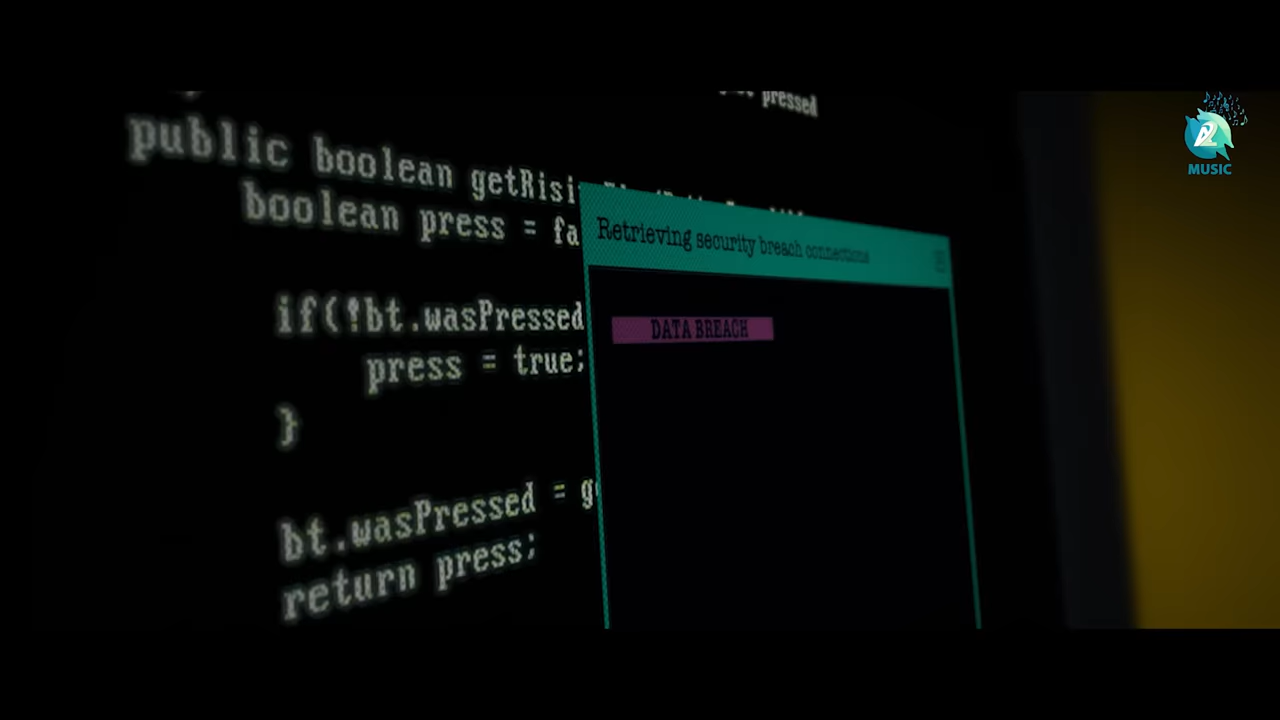 pressed
public boolean getRisi
boolean press = fa
if(!bt.wasPressed
press = true;
}
bt.wasPressed = g
return press;
Retrieving security breach connections
DATA BREACH
MUSIC